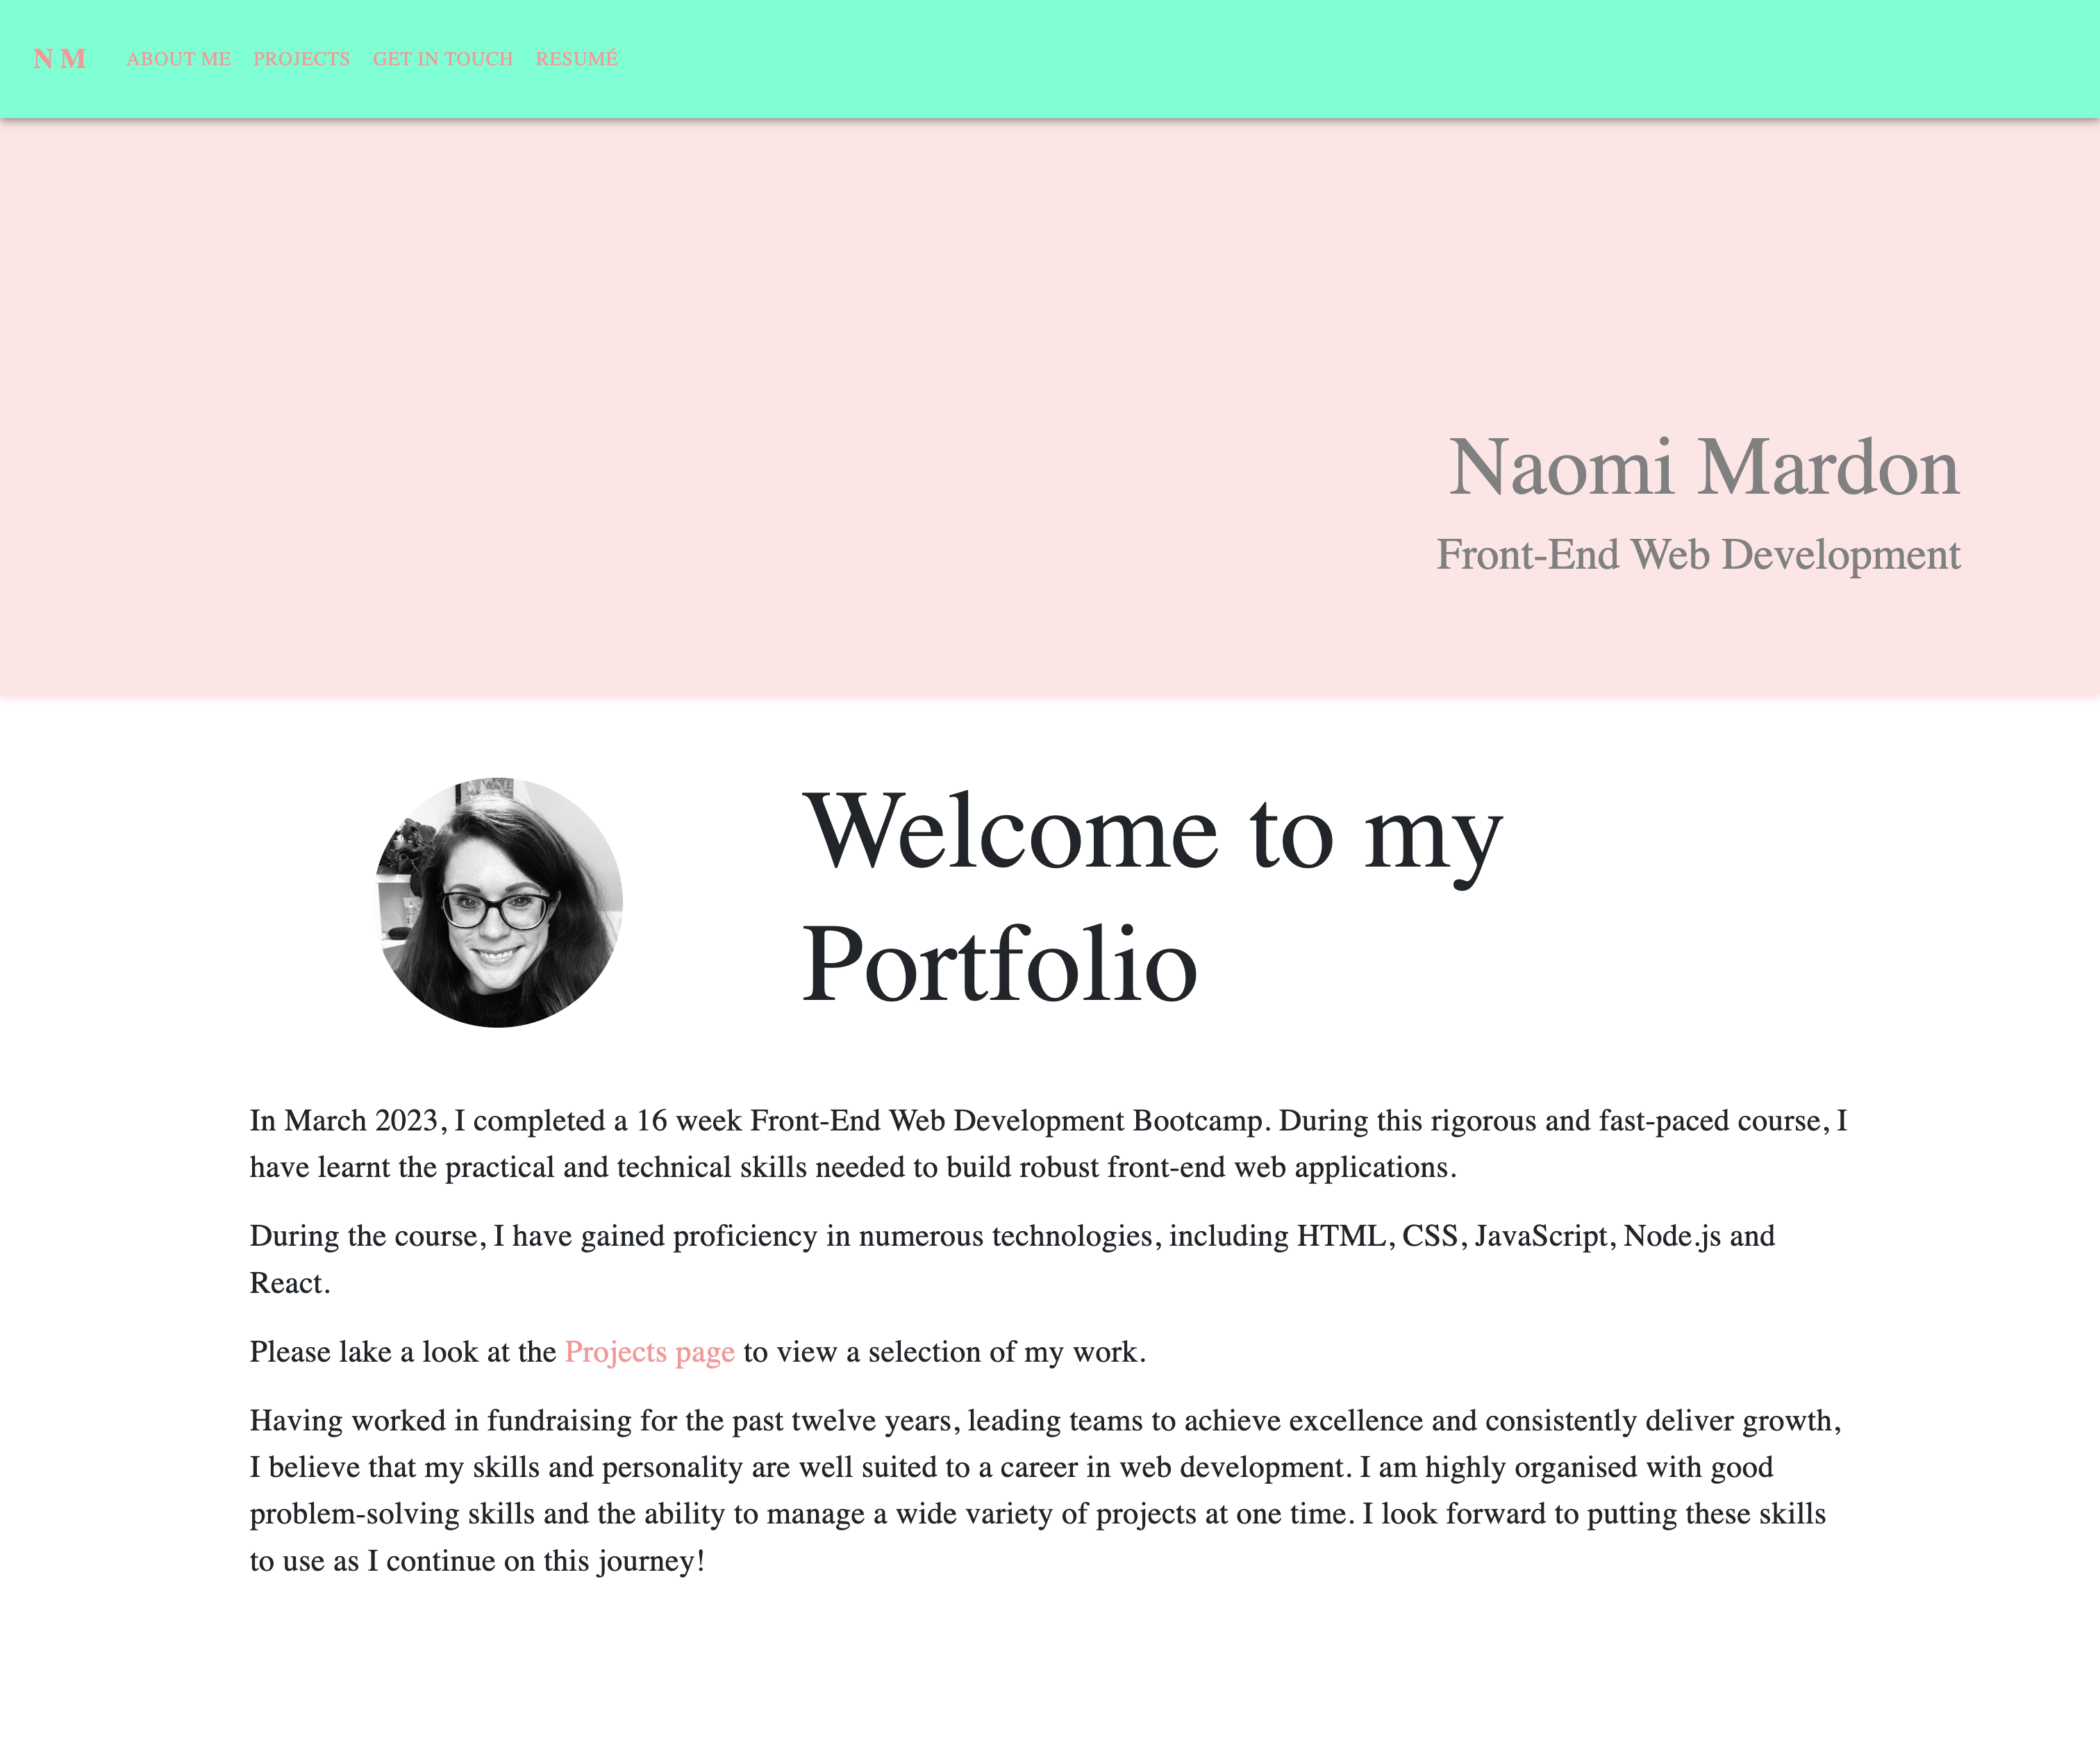 N M ABOUT ME PROJECTS GET IN TOUCH RESUMÉ
Naomi Mardon
Front-End Web Development
Welcome to my
Portfolio
In March 2023, I completed a 16 week Front-End Web Development Bootcamp. During this rigorous and fast-paced course, I
have learnt the practical and technical skills needed to build robust front-end web applications.
During the course, I have gained proficiency in numerous technologies, including HTML, CSS, JavaScript, Node.js and
React.
Please lake a look at the Projects page to view a selection of my work.
Having worked in fundraising for the past twelve years, leading teams to achieve excellence and consistently deliver growth,
I believe that my skills and personality are well suited to a career in web development. I am highly organised with good
problem-solving skills and the ability to manage a wide variety of projects at one time. I look forward to putting these skills
to use as I continue on this journey!